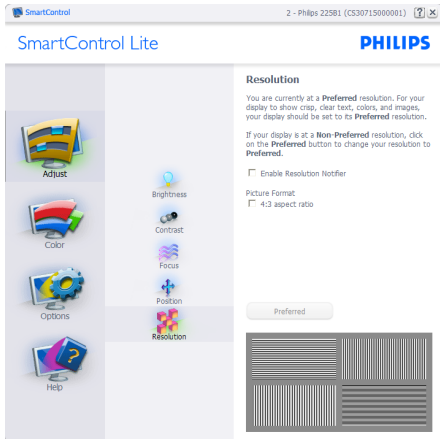 SmartControl
2 - Philips 225B1 (CS30715000001)
?
SmartControl Lite
PHILIPS
Adjust
Color
Options
Help
Brightness
Contrast
Focus
Position
Resolution
Resolution
You are currently at a Preferred resolution. For your
display to show crisp, clear text, colors, and images,
your display should be set to its Preferred resolution.
If your display is at a Non-Preferred resolution, click
on the Preferred button to change your resolution to
Preferred.
Enable Resolution Notifier
Picture Format
4:3 aspect ratio
Preferred